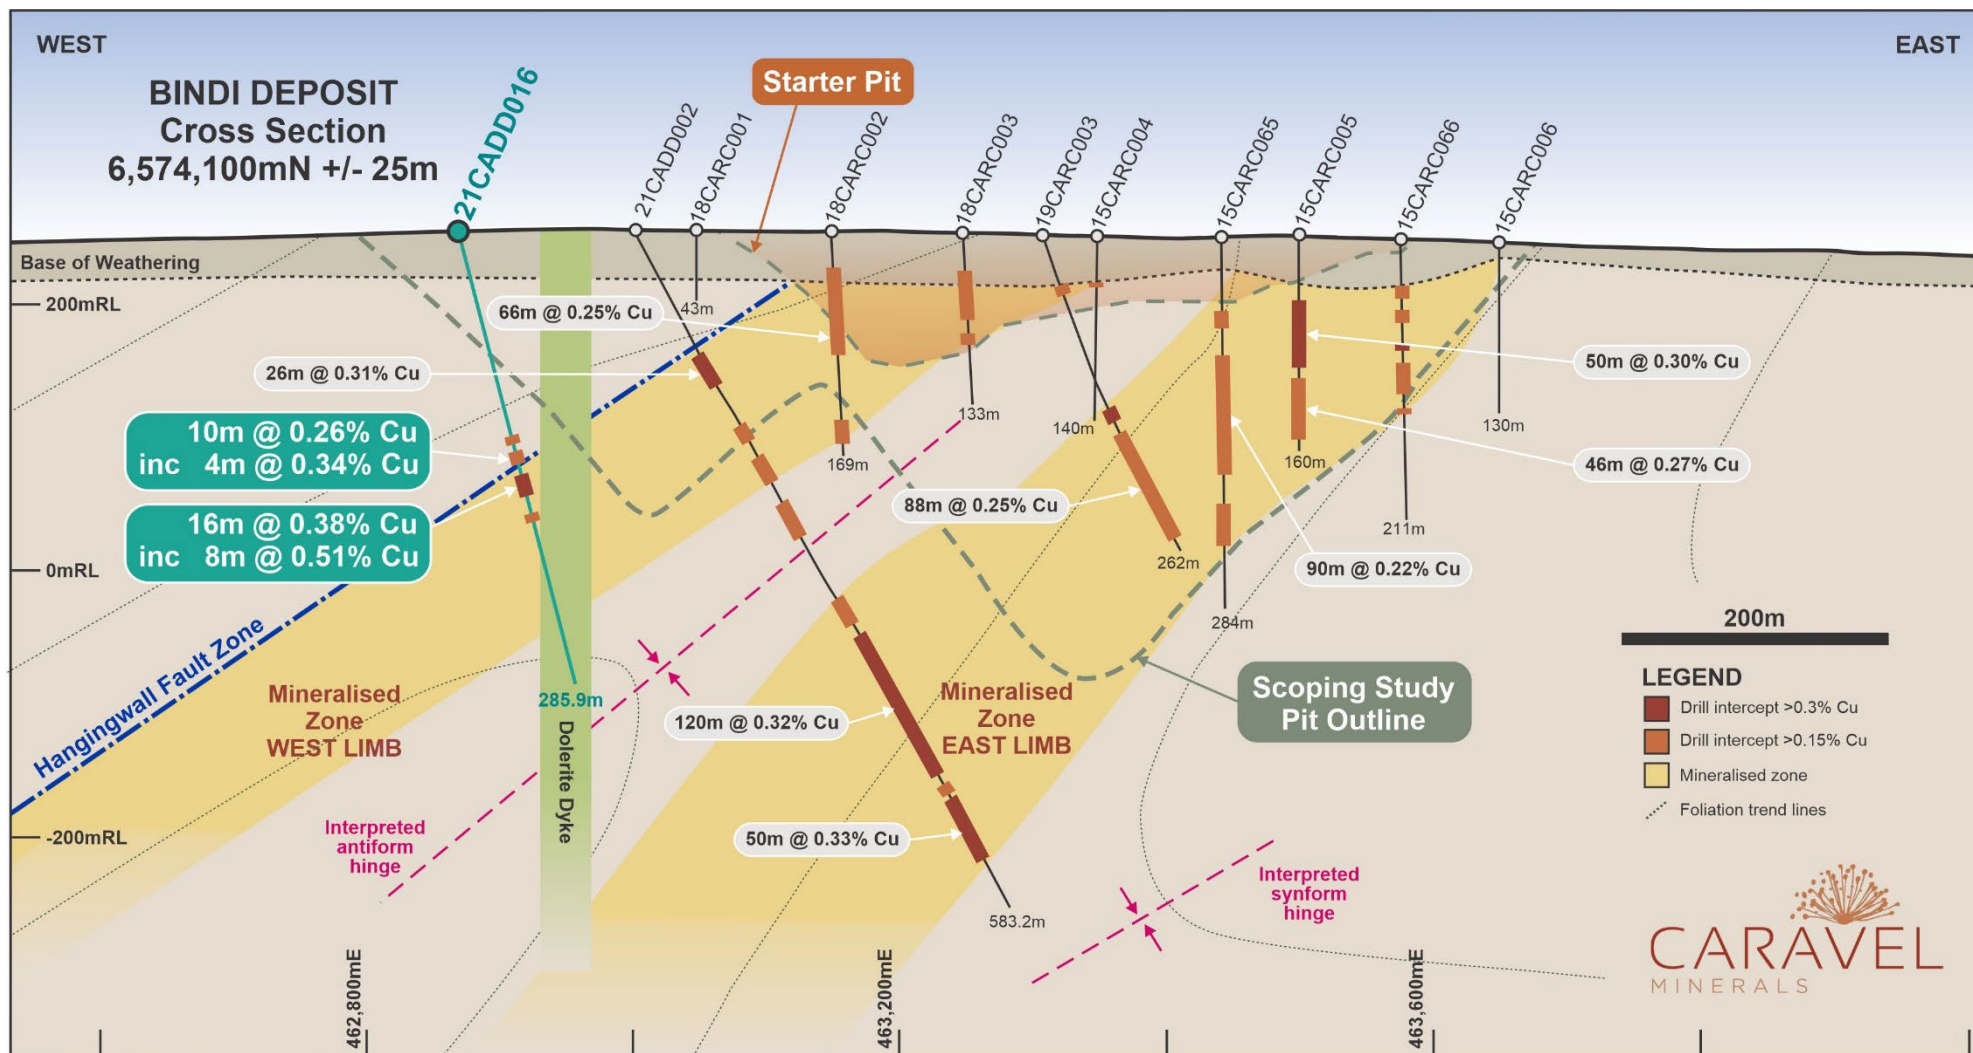 WEST
EAST
BINDI DEPOSIT
Cross Section
6,574,100mN +/- 25m
Starter Pit
21CADD016
21CADD002
18CARC001
18CARC002
18CARC003
19CARC003
15CARC004
15CARC065
15CARC005
15CARC066
15CARC006
Base of Weathering
200mRL
43m
66m @ 0.25% Cu
26m @ 0.31% Cu
50m @ 0.30% Cu
10m @ 0.26% Cu
inc 4m @ 0.34% Cu
133m
140m
130m
169m
160m
46m @ 0.27% Cu
16m @ 0.38% Cu
inc 8m @ 0.51% Cu
88m @ 0.25% Cu
211m
0mRL
262m
90m @ 0.22% Cu
284m
200m
Hangingwall Fault Zone
Mineralised
Zone
WEST LIMB
285.9m
Dolerite Dyke
120m @ 0.32% Cu
Mineralised
Zone
EAST LIMB
Scoping Study
Pit Outline
LEGEND
Drill intercept >0.3% Cu
Drill intercept >0.15% Cu
Mineralised zone
Foliation trend lines
-200mRL
Interpreted
antiform
hinge
50m @ 0.33% Cu
583.2m
Interpreted
synform
hinge
462,800mE
463,200mE
463,600mE
CARAVEL
MINERALS